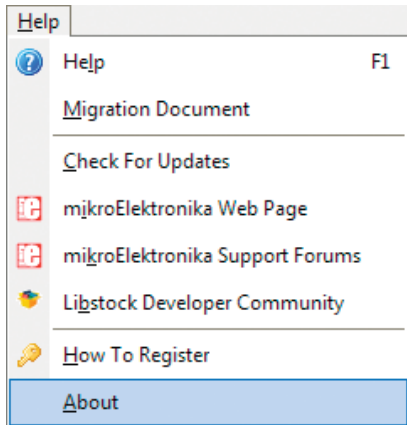 Help
Help F1
Migration Document
Check For Updates
mikroElektronika Web Page
mikroElektronika Support Forums
Libstock Developer Community
How To Register
About